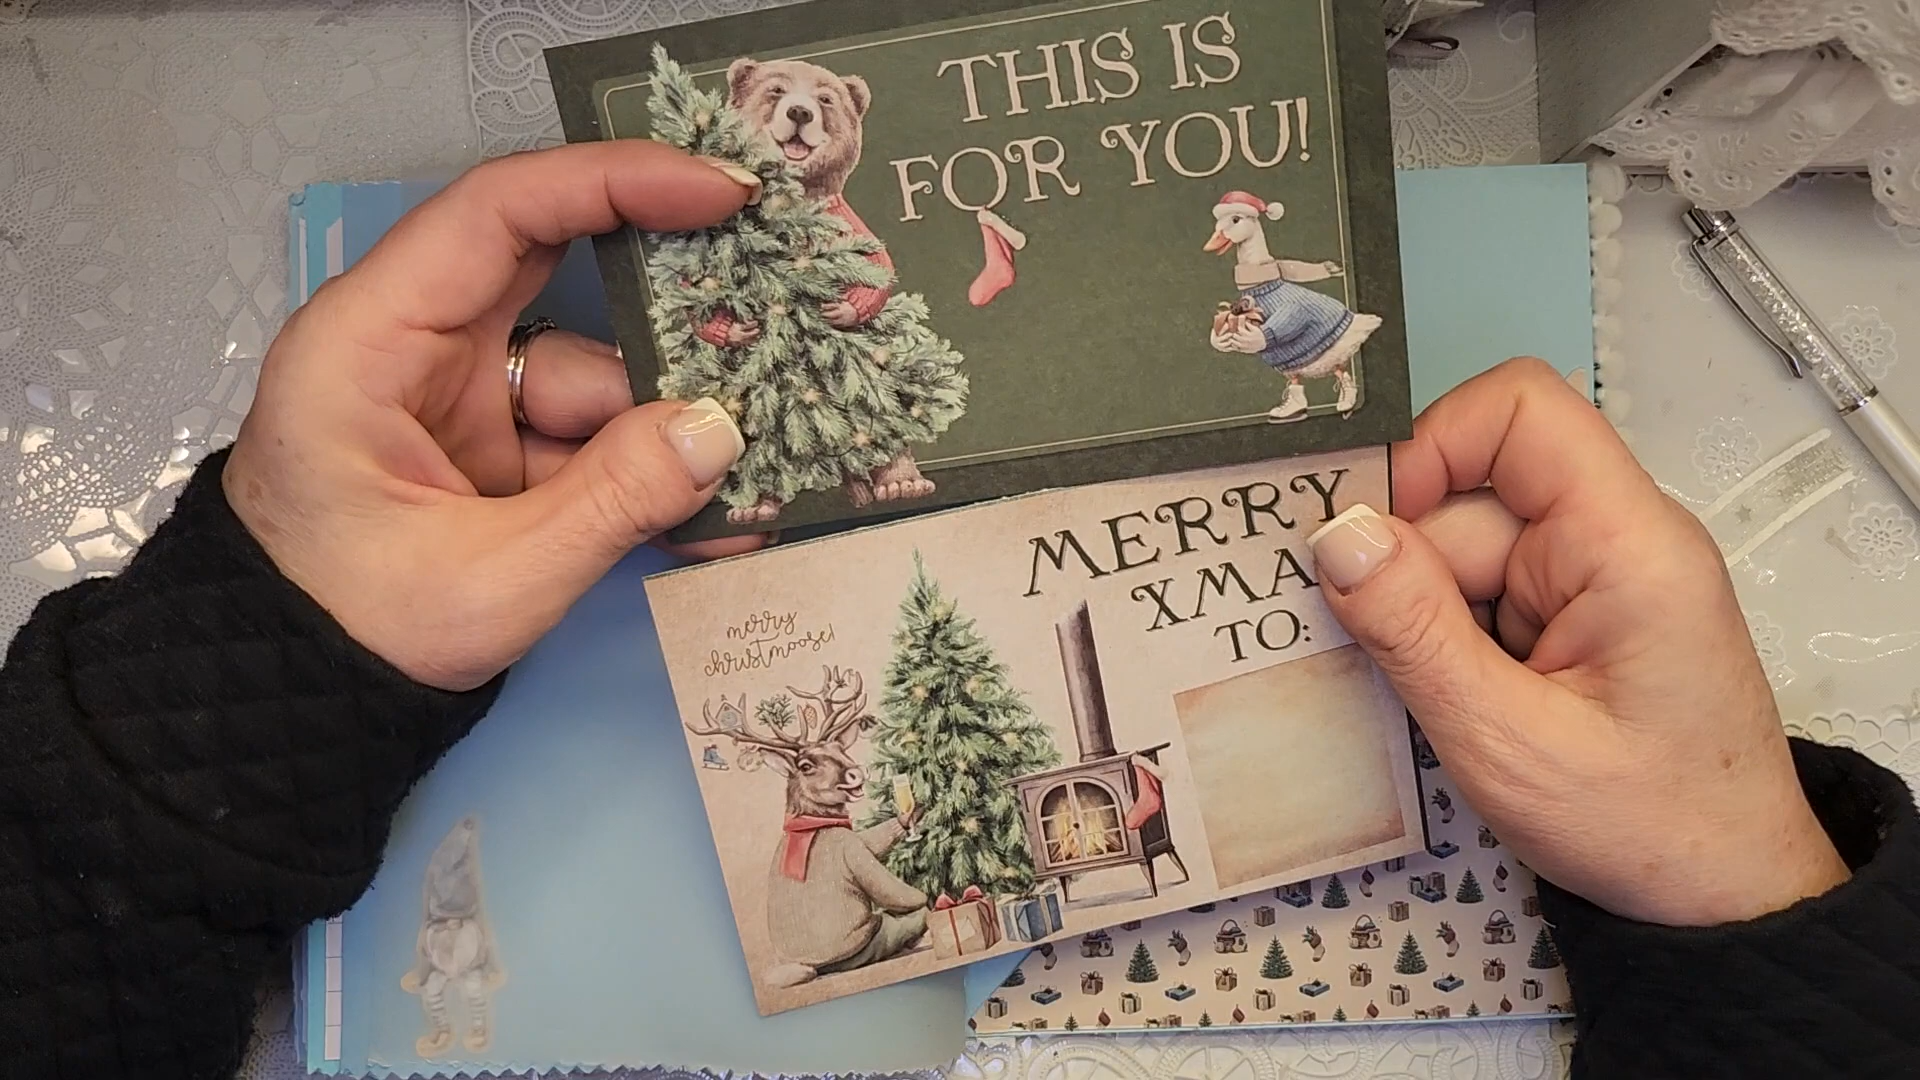 THIS IS
FOR YOU!
MERRY
XMA
TO:
merry
christmoose!